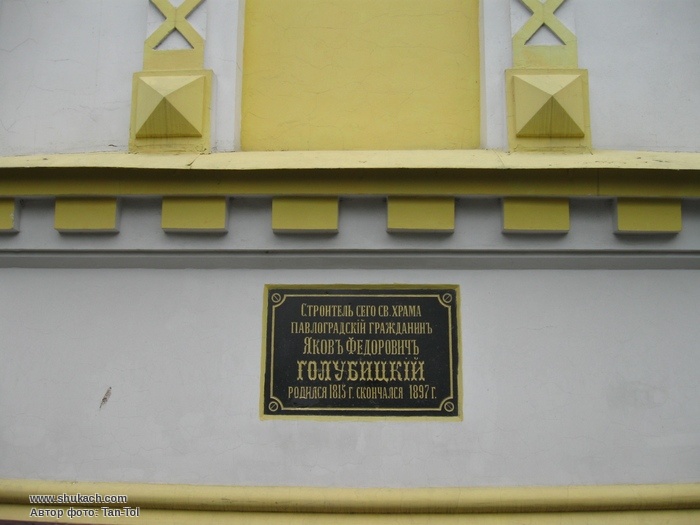 Строитель сего св. храма
павлоградскій гражданинъ
Яковъ Федоровичъ
ГОЛУБИЦКІЙ
родился 1815 г. скончался 1897 г.
www.shukach.com
Автор фото: Tan-Tol